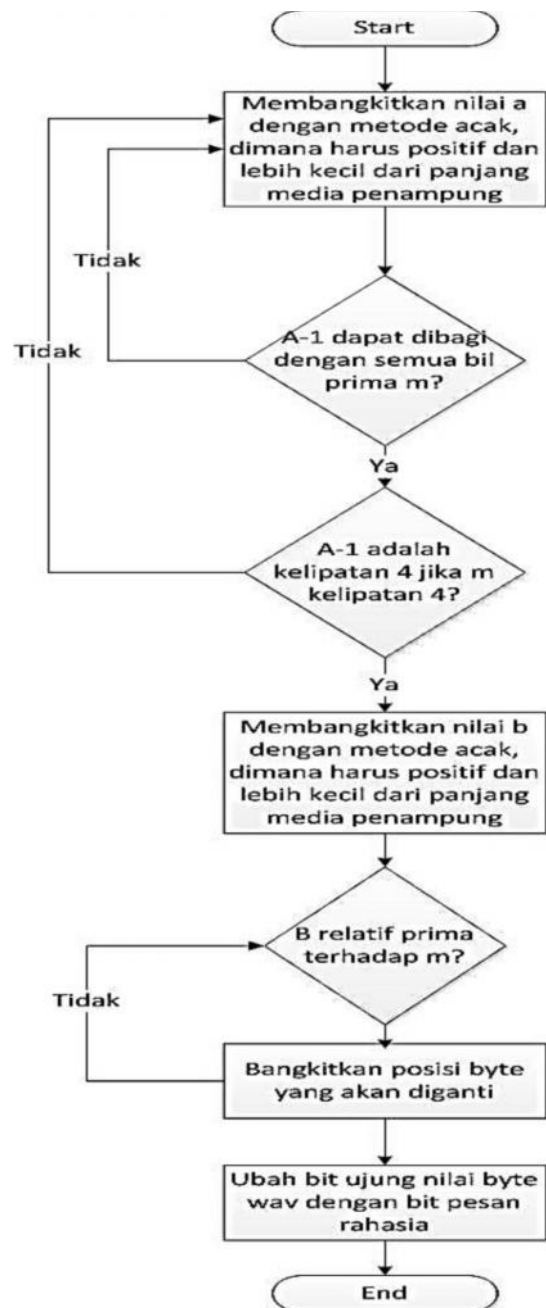 Start
Membangkitkan nilai a
dengan metode acak,
dimana harus positif dan
lebih kecil dari panjang
media penampung
Tidak
A-1 dapat dibagi
dengan semua bil
prima m?
Tidak
Ya
A-1 adalah
kelipatan 4 jika m
kelipatan 4?
Ya
Membangkitkan nilai b
dengan metode acak,
dimana harus positif dan
lebih kecil dari panjang
media penampung
B relatif prima
terhadap m?
Tidak
Bangkitkan posisi byte
yang akan diganti
Ubah bit ujung nilai byte
wav dengan bit pesan
rahasia
End